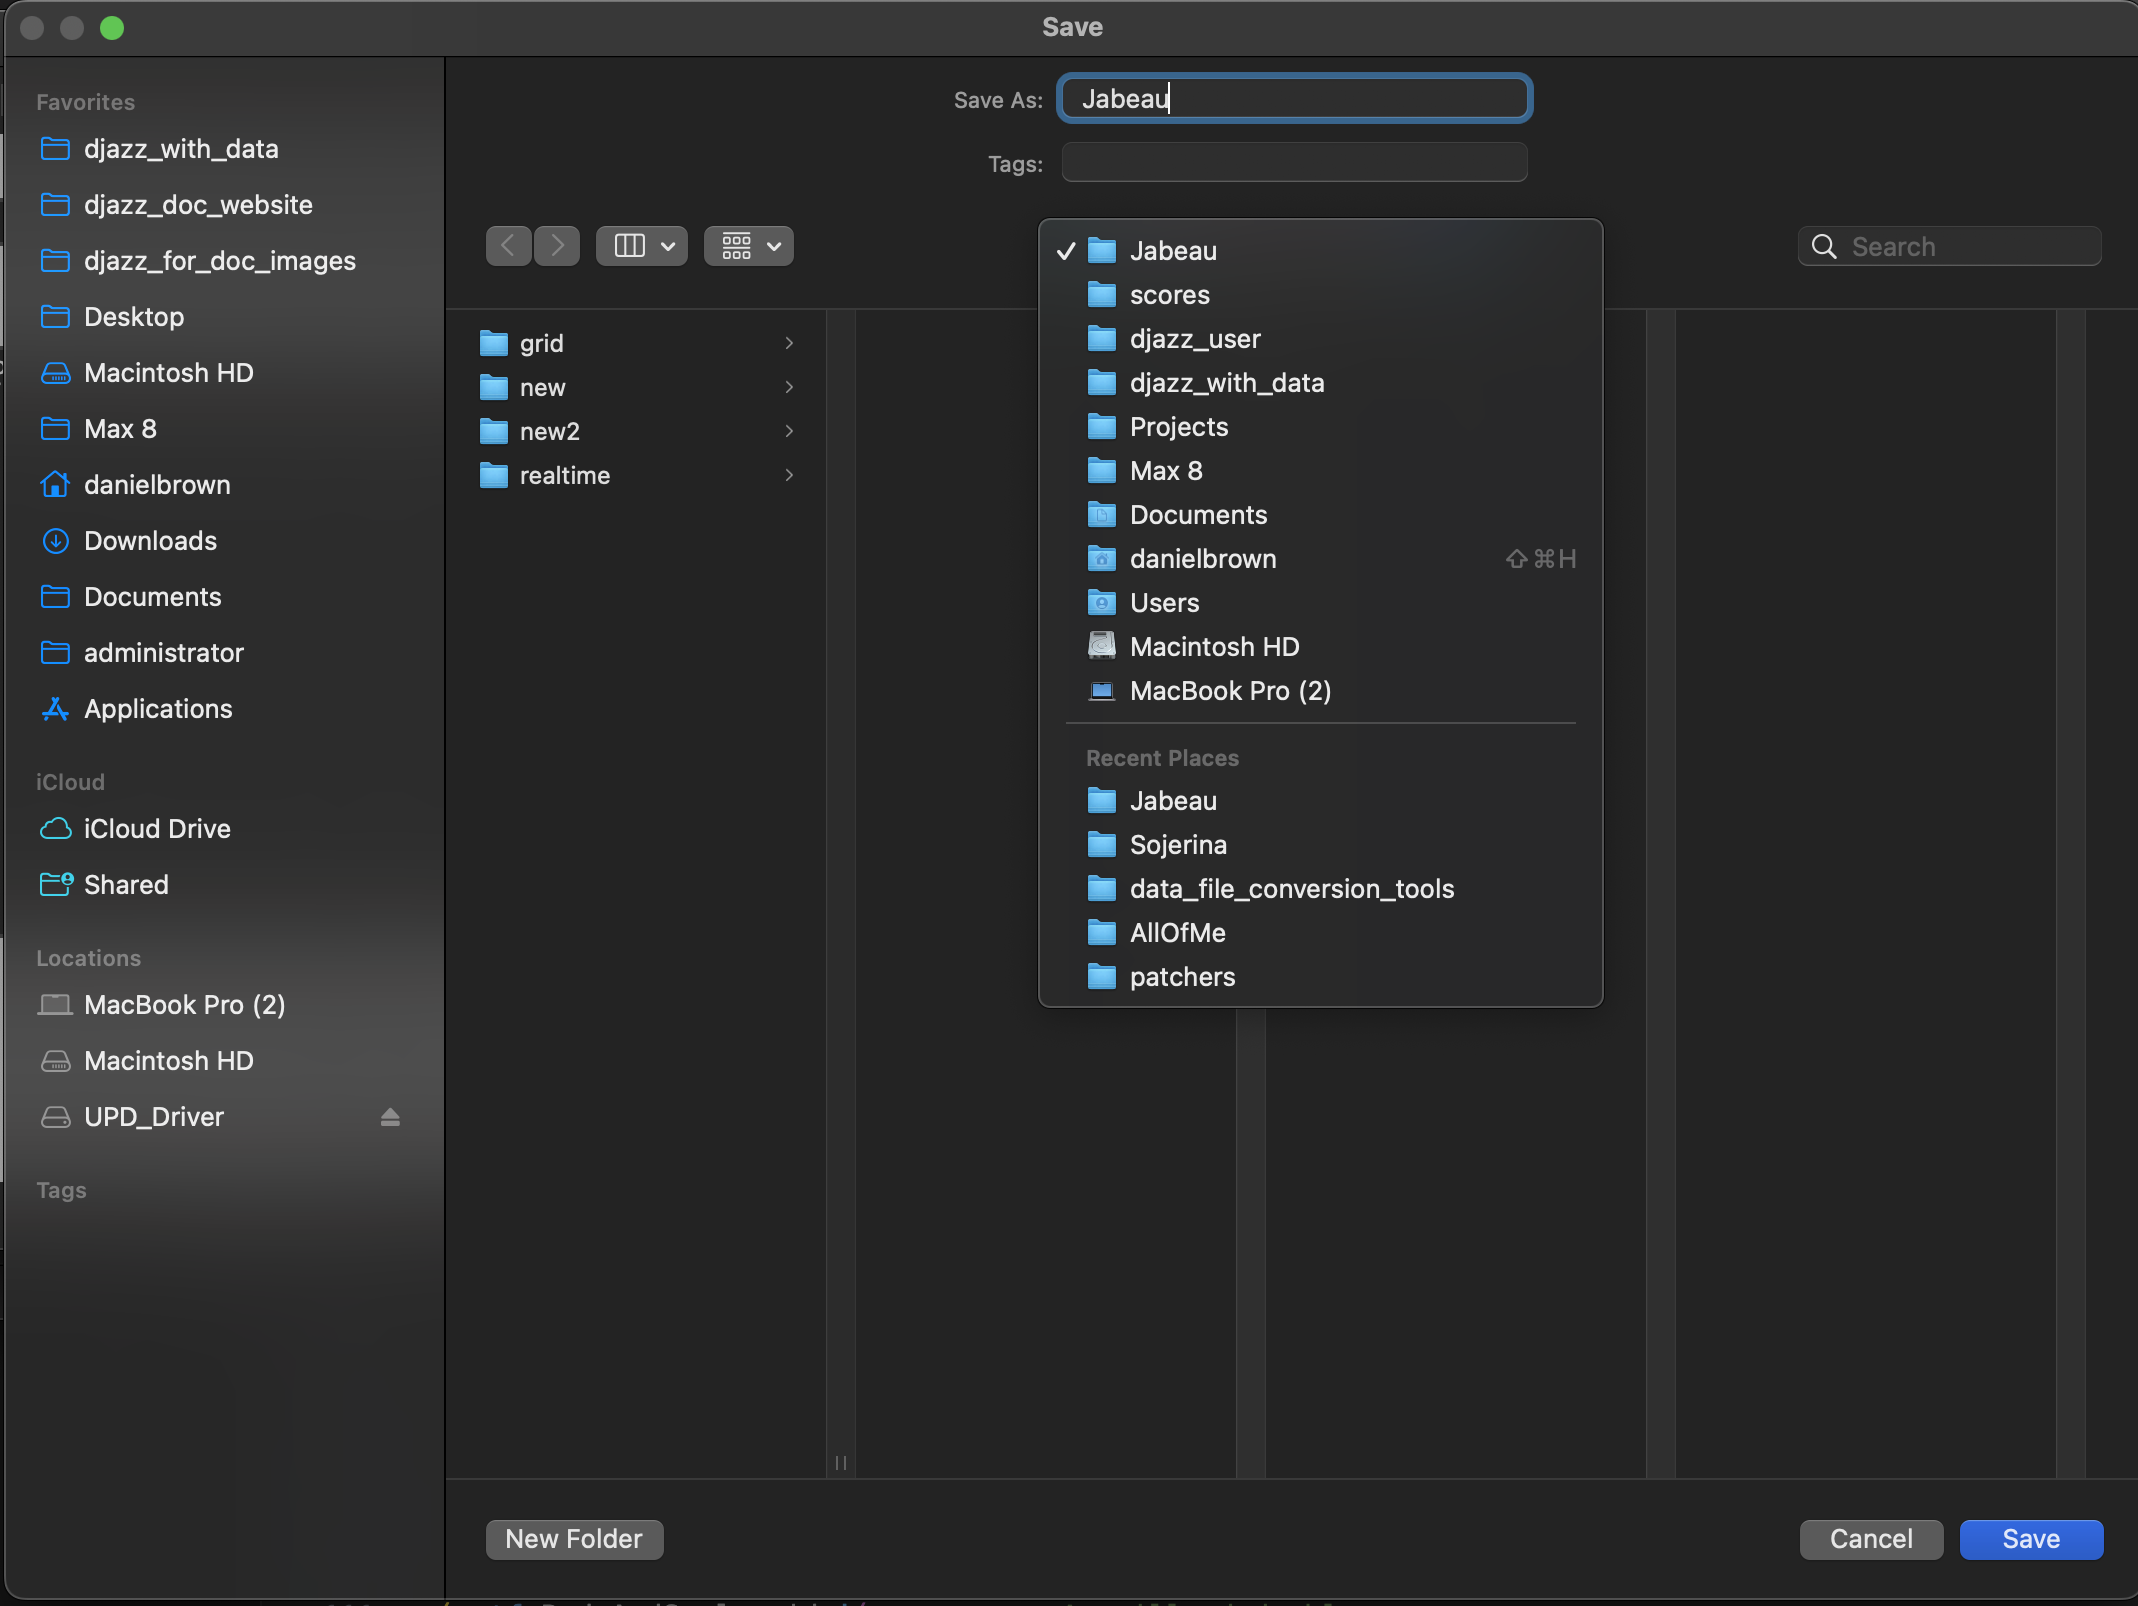 Save
Favorites
djazz_with_data
djazz_doc_website
djazz_for_doc_images
Desktop
Macintosh HD
Max 8
danielbrown
Downloads
Documents
administrator
Applications
iCloud
iCloud Drive
Shared
Locations
MacBook Pro (2)
Macintosh HD
UPD_Driver
Tags
Save As: Jabeau
Tags:
Search
grid
new
new2
realtime
Jabeau
scores
djazz_user
djazz_with_data
Projects
Max 8
Documents
danielbrown ⇧⌘H
Users
Macintosh HD
MacBook Pro (2)
Recent Places
Jabeau
Sojerina
data_file_conversion_tools
AllOfMe
patchers
New Folder
Cancel
Save